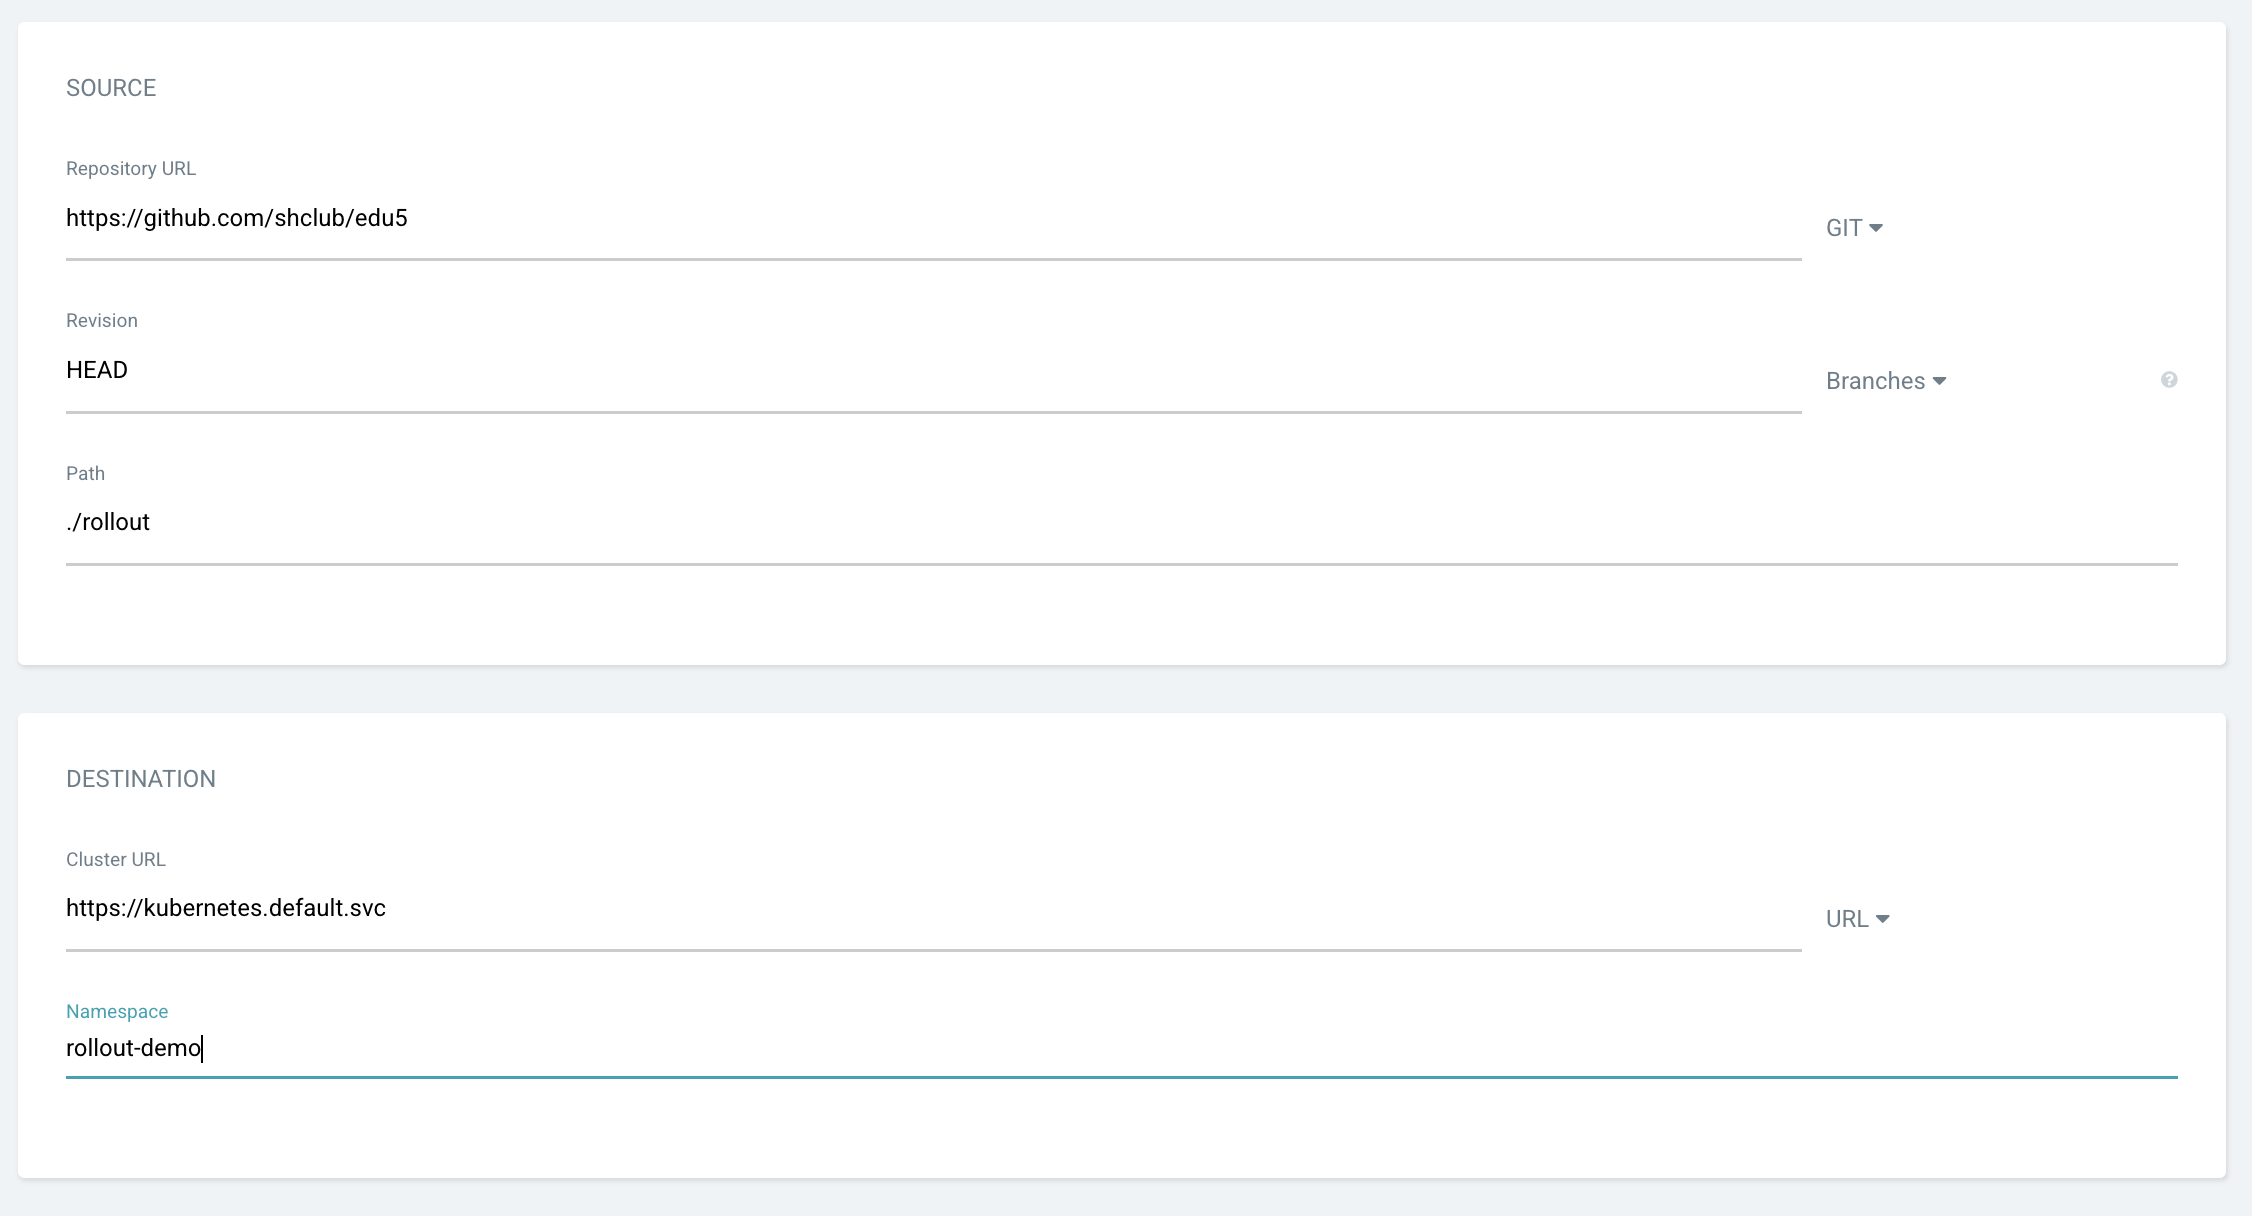 SOURCE
Repository URL
https://github.com/shclub/edu5
GIT
Revision
HEAD
Branches
?
Path
./rollout
DESTINATION
Cluster URL
https://kubernetes.default.svc
URL
Namespace
rollout-demo